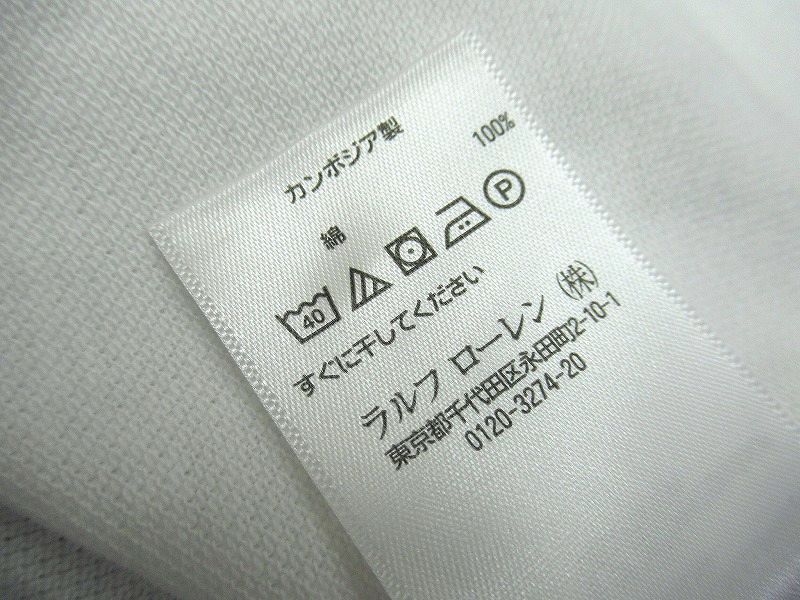 カンボジア製
綿 100%
40 P
すぐに干してください
ラルフ ローレン (株)
東京都千代田区永田町2-10-1
0120-3274-20